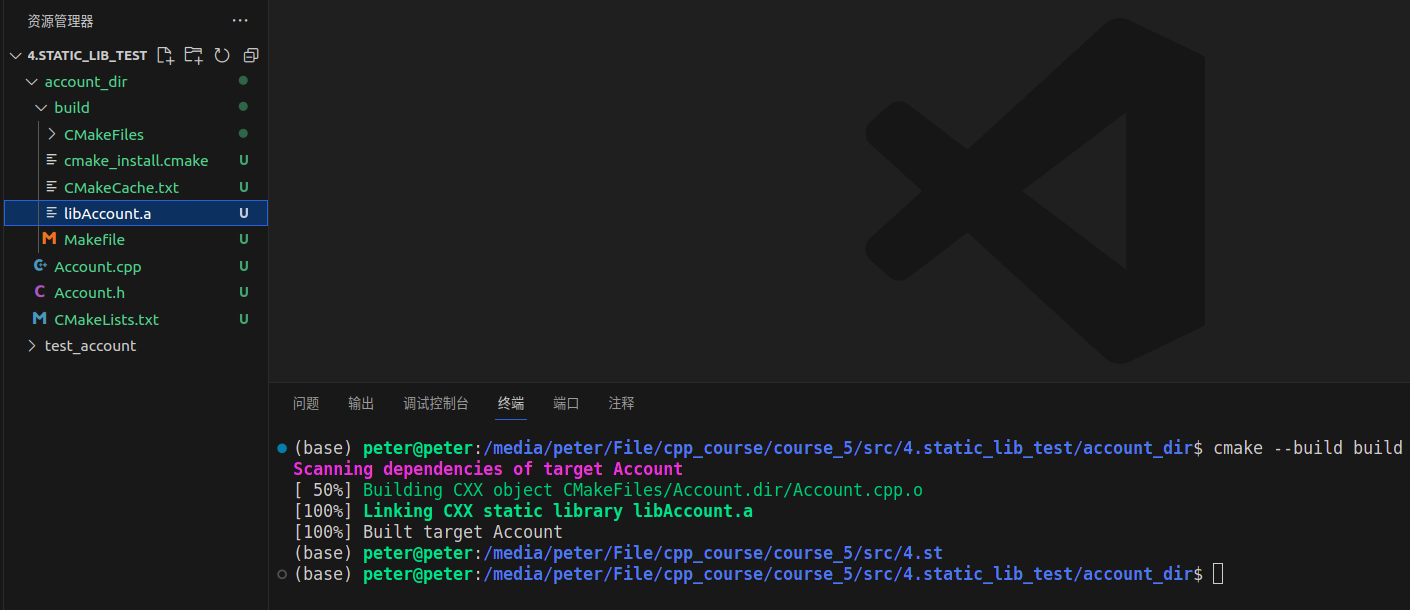 资源管理器
4.STATIC_LIB_TEST
account_dir
build
CMakeFiles
cmake_install.cmake U
CMakeCache.txt U
libAccount.a U
Makefile U
Account.cpp U
Account.h U
CMakeLists.txt U
test_account
问题 输出 调试控制台 终端 端口 注释
(base) peter@peter:/media/peter/File/cpp_course/course_5/src/4.static_lib_test/account_dir$ cmake --build build
Scanning dependencies of target Account
[ 50%] Building CXX object CMakeFiles/Account.dir/Account.cpp.o
[100%] Linking CXX static library libAccount.a
[100%] Built target Account
(base) peter@peter:/media/peter/File/cpp_course/course_5/src/4.st
(base) peter@peter:/media/peter/File/cpp_course/course_5/src/4.static_lib_test/account_dir$